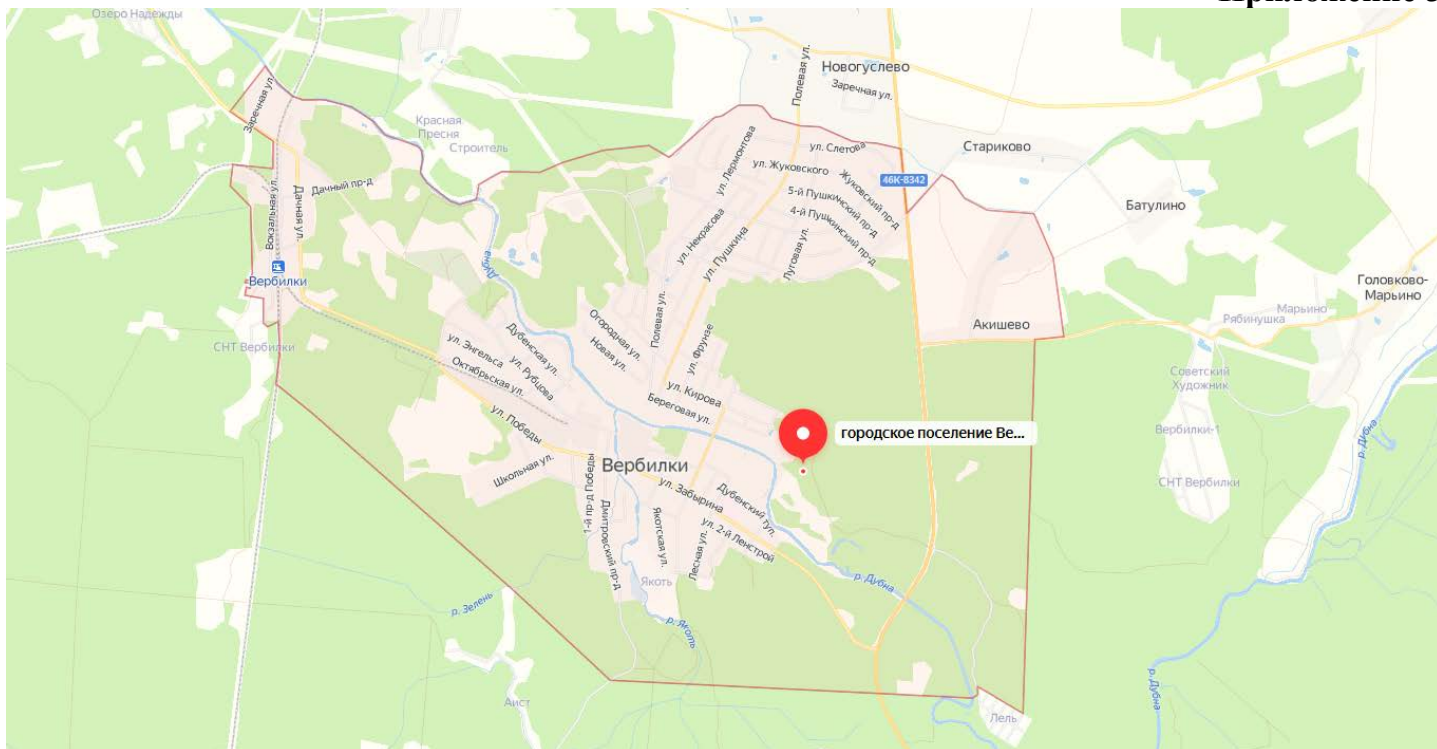 Озеро Надежды
Новогуслево
Заречная ул.
Полевая ул.
Заречная ул.
Красная
Пресня
Строитель
ул. Слетова
Стариково
ул. Лермонтова
ул. Жуковского
Жуковский пр-д
46К-8342
Дачный пр-д
5-й Пушкинский пр-д
4-й Пушкинский пр-д
Батулино
Вокзальная ул.
Дачная ул.
ул. Некрасова
ул. Пушкина
Луговая ул.
Дубна
Вербилки
Головково-
Марьино
Марьино
Рябинушка
Акишево
Полевая ул.
Огородная ул.
Новая ул.
Дубенская ул.
ул. Фрунзе
СНТ Вербилки
ул. Энгельса
ул. Рубцова
Октябрьская ул.
ул. Кирова
Береговая ул.
Советский
Художник
ул. Победы
городское поселение Ве...
Вербилки-1
р. Дубна
Вербилки
Школьная ул.
1-й пр-д Победы
Дмитровский пр-д
ул. Забырина
Дубенский туп.
СНТ Вербилки
Якотская ул.
Лесная ул.
ул. 2-й Ленстрой
Якоть
р. Дубна
р. Зелень
р. Якоть
Аист
Лель
р. Дубна